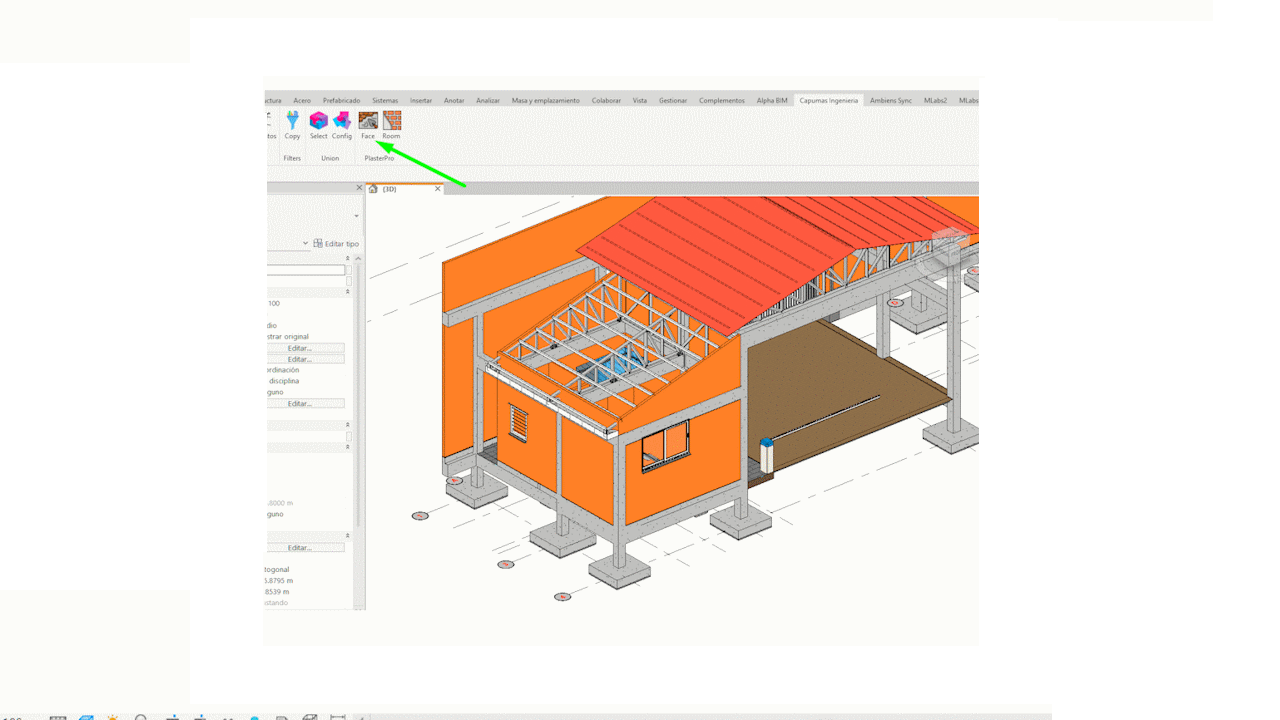 ctura Acero Prefabricado Sistemas Insertar Anotar Analizar Masa y emplazamiento Colaborar Vista Gestionar Complementos Alpha BIM Capumas Ingenieria Ambiens Sync MLabs2 MLabs
tos Copy Select Config Face Room
Filters Union PlasterPro
{3D}
Editar tipo
100
dio
strar original
Editar...
Editar...
ordinación
disciplina
guno
Editar...
.8000 m
guno
Editar...
togonal
5.8795 m
8539 m
ustando